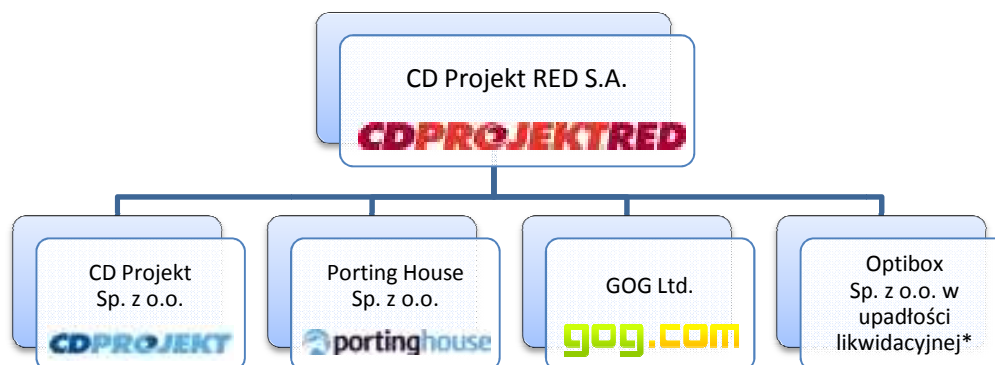 CD Projekt RED S.A.
CDPROJEKTRED
CD Projekt
Sp. z o.o.
CDPROJEKT
Porting House
Sp. z o.o.
portinghouse
GOG Ltd.
gog.com
Optibox
Sp. z o.o. w
upadłości
likwidacyjnej*